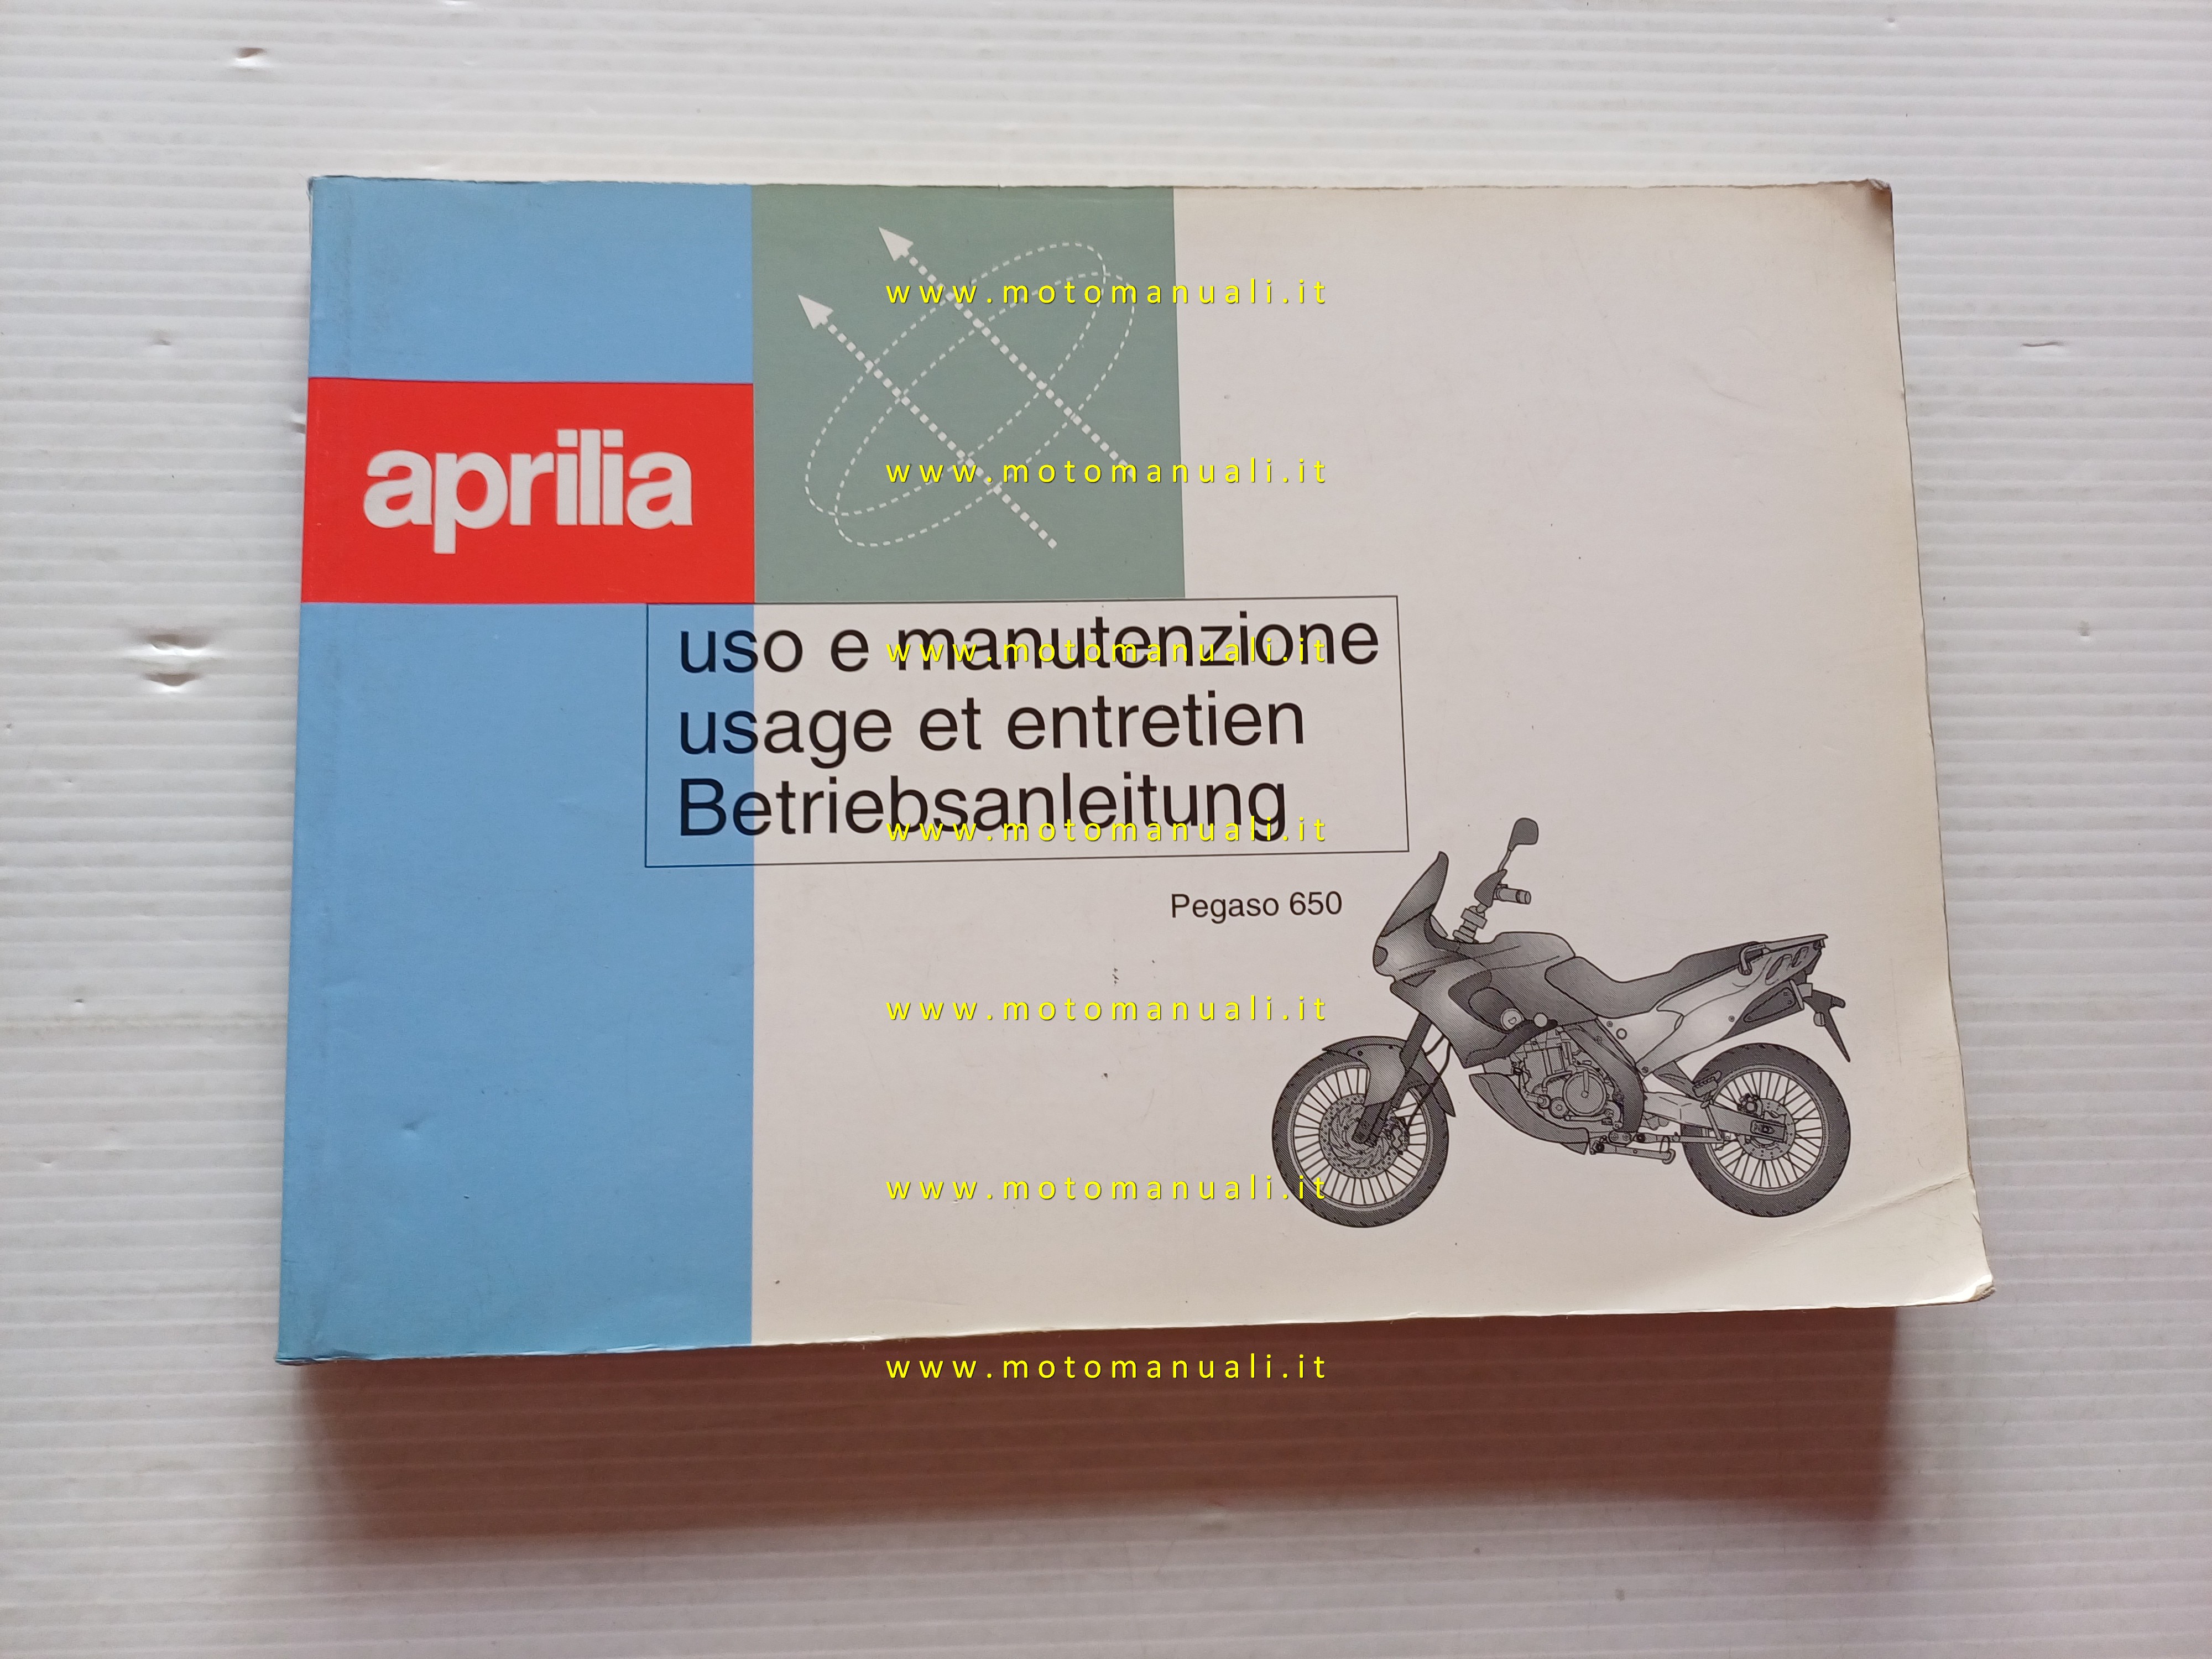 www.motomanuali.it
aprilia
www.motomanuali.it
uso e manutenzione
www.motomanuali.it
usage et entretien
Betriebsanleitung
www.motomanuali.it
Pegaso 650
www.motomanuali.it
www.motomanuali.it
www.motomanuali.it